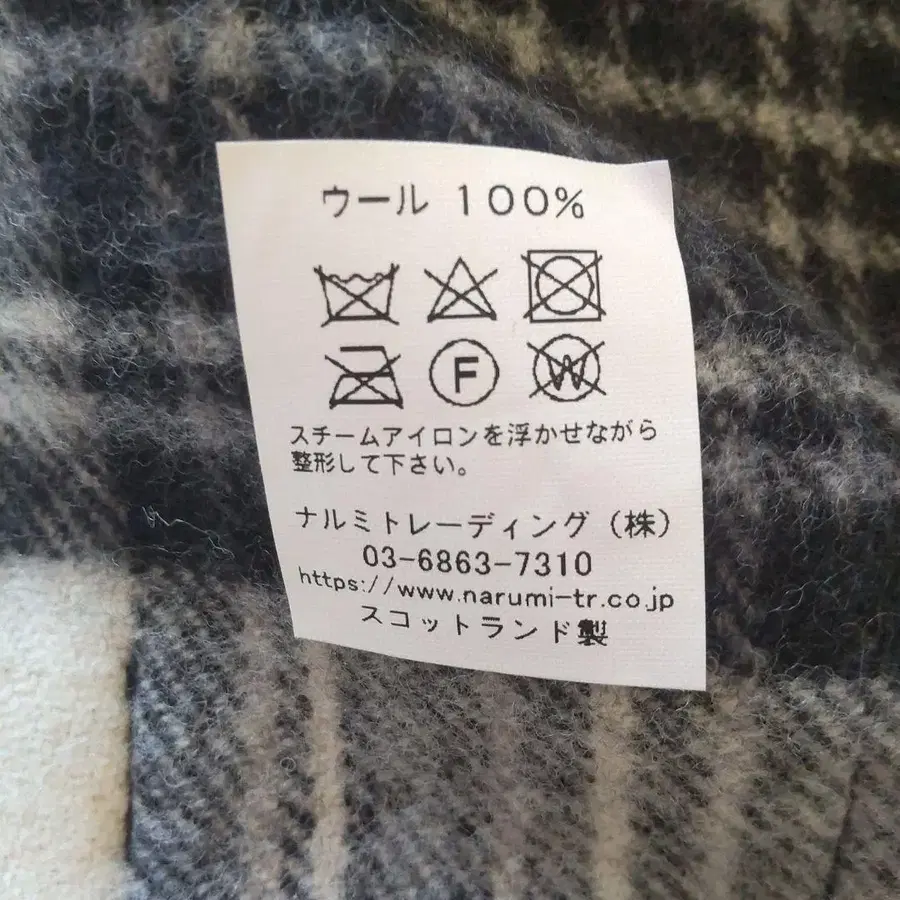 ウール 100%
F W
スチームアイロンを浮かせながら
整形して下さい。
ナルミトレーディング（株）
03-6863-7310
https://www.narumi-tr.co.jp
スコットランド製